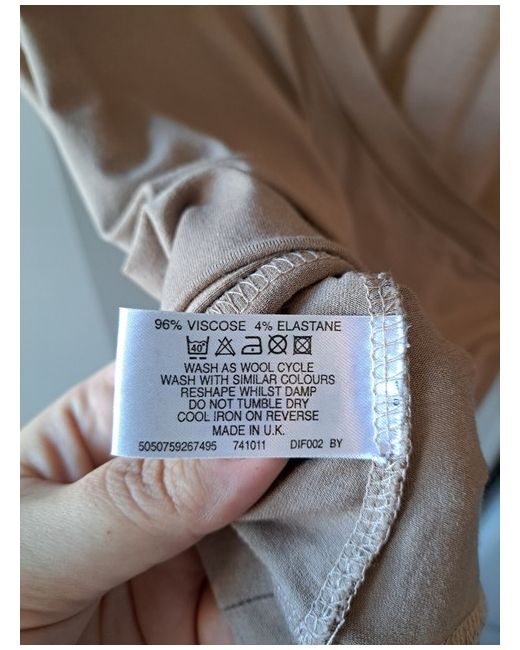 96% VISCOSE 4% ELASTANE
40°
WASH AS WOOL CYCLE
WASH WITH SIMILAR COLOURS
RESHAPE WHILST DAMP
DO NOT TUMBLE DRY
COOL IRON ON REVERSE
MADE IN U.K.
5050759267495 741011 DIF002 BY